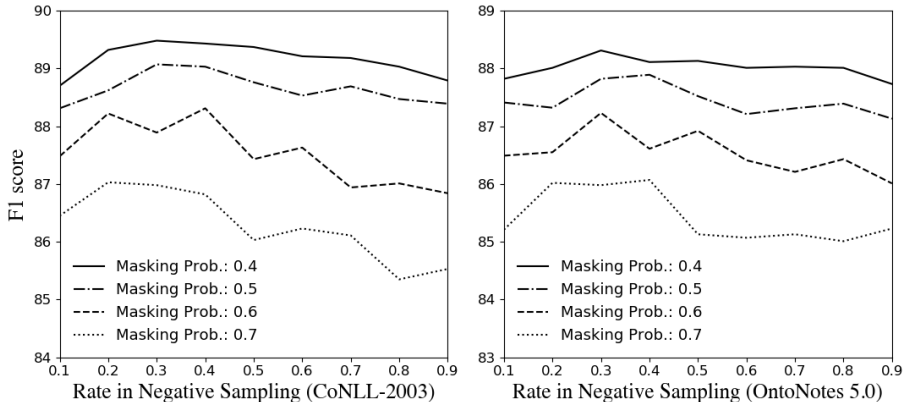 F1 score
90
89
88
87
86
85
84
Masking Prob.: 0.4
Masking Prob.: 0.5
Masking Prob.: 0.6
Masking Prob.: 0.7
0.1 0.2 0.3 0.4 0.5 0.6 0.7 0.8 0.9
Rate in Negative Sampling (CoNLL-2003)
89
88
87
86
85
84
83
Masking Prob.: 0.4
Masking Prob.: 0.5
Masking Prob.: 0.6
Masking Prob.: 0.7
0.1 0.2 0.3 0.4 0.5 0.6 0.7 0.8 0.9
Rate in Negative Sampling (OntoNotes 5.0)